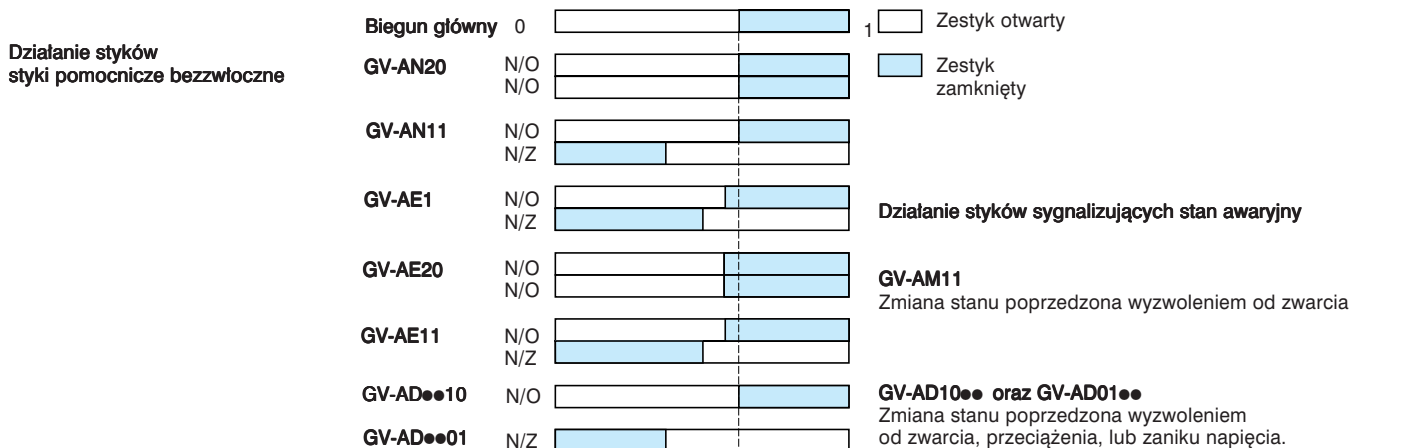 Działanie styków
styki pomocnicze bezzwłoczne
Biegun główny 0 1
GV-AN20 N/O
N/O
GV-AN11 N/O
N/Z
GV-AE1 N/O
N/Z
GV-AE20 N/O
N/O
GV-AE11 N/O
N/Z
GV-AD●●10 N/O
GV-AD●●01 N/Z
Zestyk otwarty
Zestyk
zamknięty
Działanie styków sygnalizujących stan awaryjny
GV-AM11
Zmiana stanu poprzedzona wyzwoleniem od zwarcia
GV-AD10●● oraz GV-AD01●●
Zmiana stanu poprzedzona wyzwoleniem
od zwarcia, przeciążenia, lub zaniku napięcia.